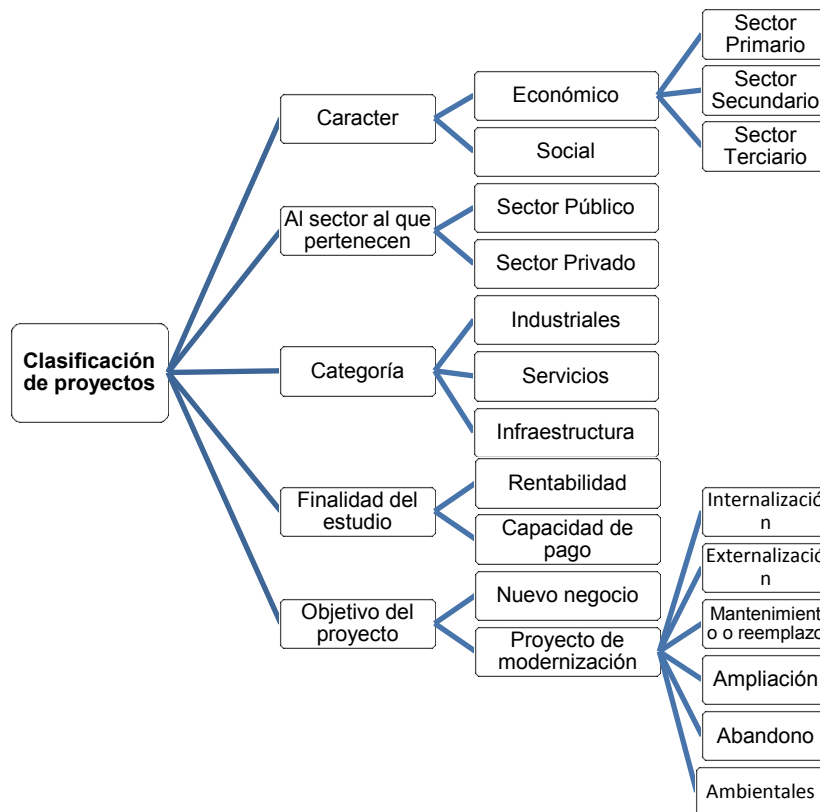 Clasificación
de proyectos
Caracter
Económico
Sector
Primario
Sector
Secundario
Sector
Terciario
Social
Al sector al que
pertenecen
Sector Público
Sector Privado
Categoría
Industriales
Servicios
Infraestructura
Finalidad del
estudio
Rentabilidad
Capacidad de
pago
Objetivo del
proyecto
Nuevo negocio
Proyecto de
modernización
Internalizació
n
Externalizació
n
Mantenimient
o o reemplazo
Ampliación
Abandono
Ambientales